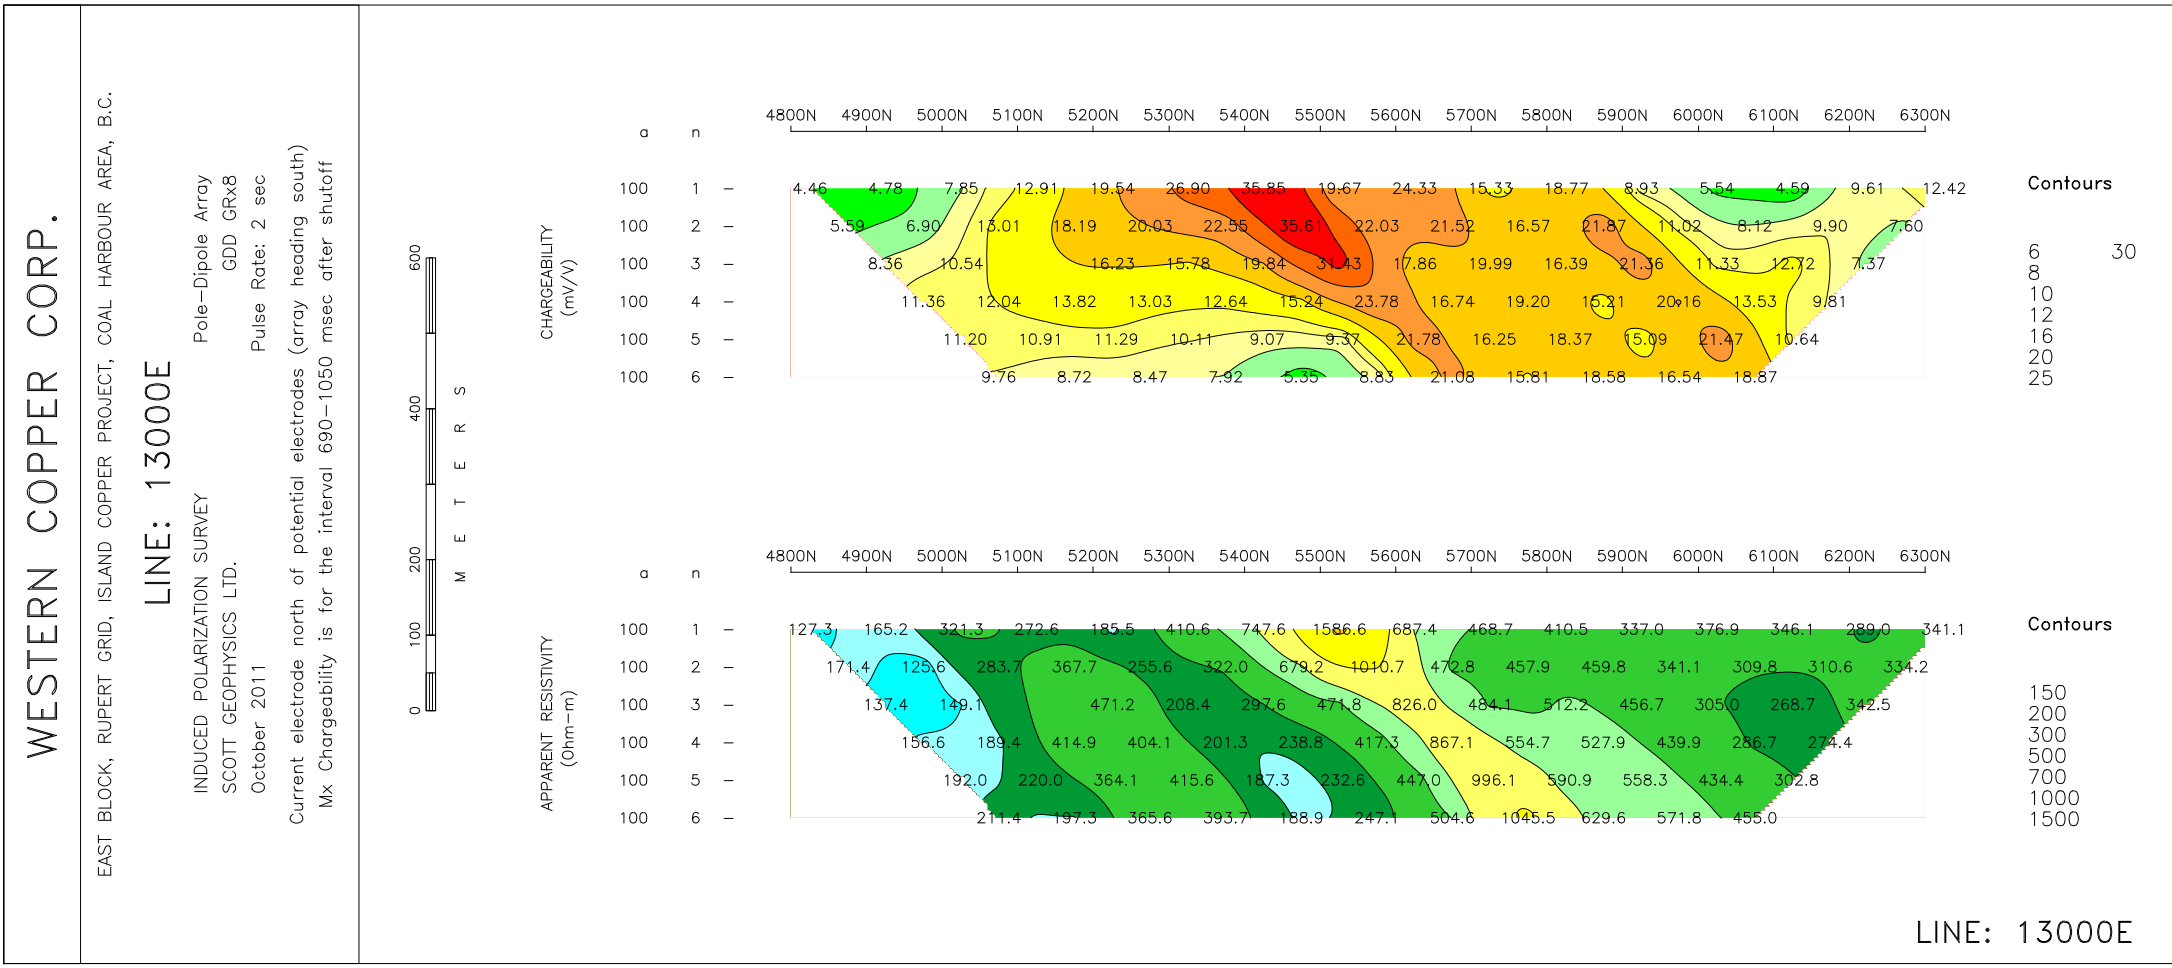 WESTERN COPPER CORP.
EAST BLOCK, RUPERT GRID, ISLAND COPPER PROJECT, COAL HARBOUR AREA, B.C.
LINE: 13000E
INDUCED POLARIZATION SURVEY Pole-Dipole Array
SCOTT GEOPHYSICS LTD. GDD GRx8
October 2011 Pulse Rate: 2 sec
Current electrode north of potential electrodes (array heading south)
Mx Chargeability is for the interval 690-1050 msec after shutoff
0 100 200 400 600
M E T E R S
4800N 4900N 5000N 5100N 5200N 5300N 5400N 5500N 5600N 5700N 5800N 5900N 6000N 6100N 6200N 6300N
a n
CHARGEABILITY
(mV/V)
100 1 - 4.46 4.78 7.85 12.91 19.54 26.90 35.85 19.67 24.33 15.33 18.77 8.93 5.54 4.59 9.61 12.42
100 2 - 5.59 6.90 13.01 18.19 20.03 22.55 35.61 22.03 21.52 16.57 21.87 11.02 8.12 9.90 7.60
100 3 - 8.36 10.54 16.23 15.78 19.84 31.43 17.86 19.99 16.39 21.36 11.33 12.72 7.37
100 4 - 11.36 12.04 13.82 13.03 12.64 15.24 23.78 16.74 19.20 15.21 20.16 13.53 9.81
100 5 - 11.20 10.91 11.29 10.11 9.07 9.37 21.78 16.25 18.37 15.09 21.47 10.64
100 6 - 9.76 8.72 8.47 7.92 5.35 8.83 21.08 15.81 18.58 16.54 18.87
Contours
6 30
8
10
12
16
20
25
4800N 4900N 5000N 5100N 5200N 5300N 5400N 5500N 5600N 5700N 5800N 5900N 6000N 6100N 6200N 6300N
a n
APPARENT RESISTIVITY
(Ohm-m)
100 1 - 127.3 165.2 321.3 272.6 185.5 410.6 747.6 1586.6 687.4 468.7 410.5 337.0 376.9 346.1 289.0 341.1
100 2 - 171.4 125.6 283.7 367.7 255.6 322.0 679.2 1010.7 472.8 457.9 459.8 341.1 309.8 310.6 334.2
100 3 - 137.4 149.1 471.2 208.4 297.6 471.8 826.0 484.1 512.2 456.7 305.0 268.7 342.5
100 4 - 156.6 189.4 414.9 404.1 201.3 238.8 417.3 867.1 554.7 527.9 439.9 286.7 274.4
100 5 - 192.0 220.0 364.1 415.6 187.3 232.6 447.0 996.1 590.9 558.3 434.4 302.8
100 6 - 211.4 197.3 365.6 393.7 188.9 247.1 504.6 1045.5 629.6 571.8 455.0
Contours
150
200
300
500
700
1000
1500
LINE: 13000E